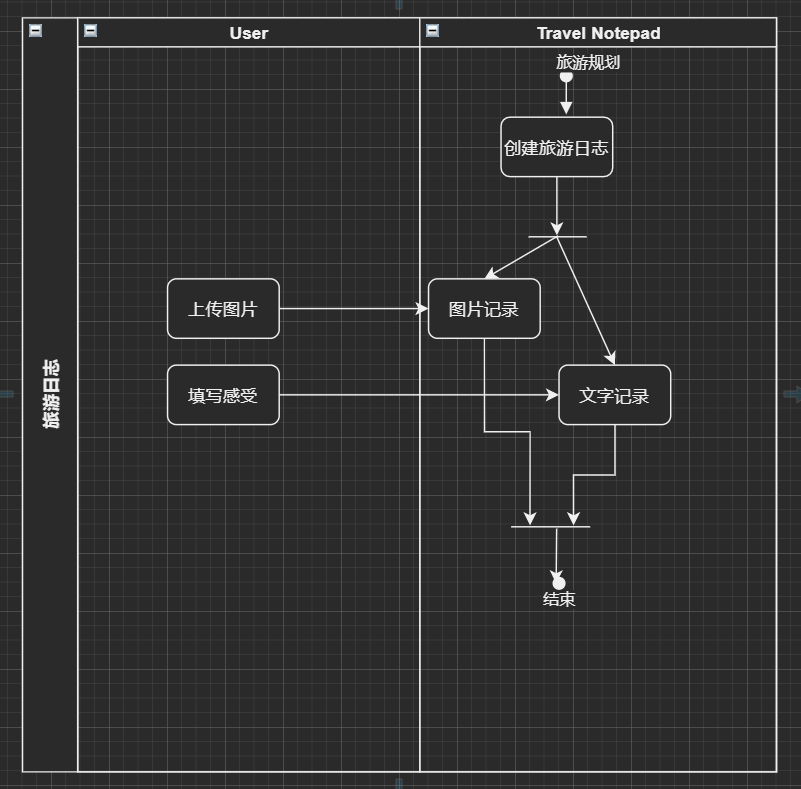 User
Travel Notepad
旅游日志
旅游规划
创建旅游日志
上传图片
图片记录
填写感受
文字记录
结束